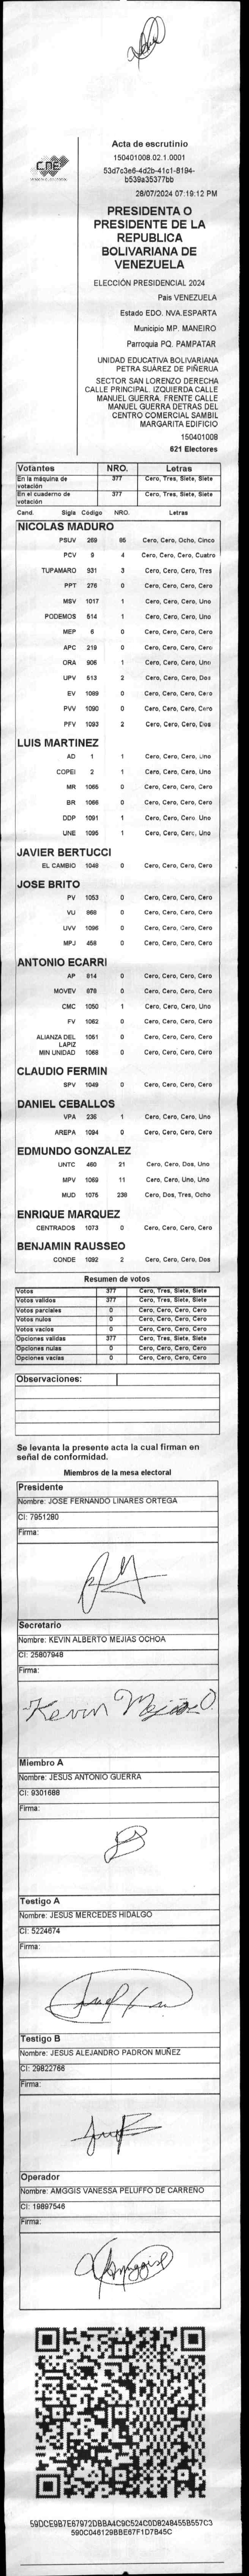 CNE
Acta de escrutinio
150401008.02.1.0001
53d7c3e6-4d2b-41c1-8194-
b539a35377bb
28/07/2024 07:19:12 PM
PRESIDENTA O
PRESIDENTE DE LA
REPUBLICA
BOLIVARIANA DE
VENEZUELA
ELECCIÓN PRESIDENCIAL 2024
Pais VENEZUELA
Estado EDO. NVA.ESPARTA
Municipio MP. MANEIRO
Parroquia PQ. PAMPATAR
UNIDAD EDUCATIVA BOLIVARIANA
PETRA SUÁREZ DE PIÑERUA
SECTOR SAN LORENZO DERECHA
CALLE PRINCIPAL. IZQUIERDA CALLE
MANUEL GUERRA. FRENTE CALLE
MANUEL GUERRA DETRAS DEL
CENTRO COMERCIAL SAMBIL
MARGARITA EDIFICIO
150401008
621 Electores
Votantes NRO. Letras
En la máquina de votación 377 Cero, Tres, Siete, Siete
En el cuaderno de votación 377 Cero, Tres, Siete, Siete
Cand. Sigla Código NRO. Letras
NICOLAS MADURO
PSUV 269 85 Cero, Cero, Ocho, Cinco
PCV 9 4 Cero, Cero, Cero, Cuatro
TUPAMARO 931 3 Cero, Cero, Cero, Tres
PPT 276 0 Cero, Cero, Cero, Cero
MSV 1017 1 Cero, Cero, Cero, Uno
PODEMOS 514 1 Cero, Cero, Cero, Uno
MEP 6 0 Cero, Cero, Cero, Cero
APC 219 0 Cero, Cero, Cero, Cero
ORA 906 1 Cero, Cero, Cero, Uno
UPV 513 2 Cero, Cero, Cero, Dos
EV 1089 0 Cero, Cero, Cero, Cero
PVV 1090 0 Cero, Cero, Cero, Cero
PFV 1093 2 Cero, Cero, Cero, Dos
LUIS MARTINEZ
AD 1 1 Cero, Cero, Cero, Uno
COPEI 2 1 Cero, Cero, Cero, Uno
MR 1065 0 Cero, Cero, Cero, Cero
BR 1066 0 Cero, Cero, Cero, Cero
DDP 1091 1 Cero, Cero, Cero, Uno
UNE 1095 1 Cero, Cero, Cero, Uno
JAVIER BERTUCCI
EL CAMBIO 1048 0 Cero, Cero, Cero, Cero
JOSE BRITO
PV 1053 0 Cero, Cero, Cero, Cero
VU 868 0 Cero, Cero, Cero, Cero
UVV 1096 0 Cero, Cero, Cero, Cero
MPJ 458 0 Cero, Cero, Cero, Cero
ANTONIO ECARRI
AP 814 0 Cero, Cero, Cero, Cero
MOVEV 978 0 Cero, Cero, Cero, Cero
CMC 1050 1 Cero, Cero, Cero, Uno
FV 1062 0 Cero, Cero, Cero, Cero
ALIANZA DEL LAPIZ 1051 0 Cero, Cero, Cero, Cero
MIN UNIDAD 1068 0 Cero, Cero, Cero, Cero
CLAUDIO FERMIN
SPV 1049 0 Cero, Cero, Cero, Cero
DANIEL CEBALLOS
VPA 236 1 Cero, Cero, Cero, Uno
AREPA 1094 0 Cero, Cero, Cero, Cero
EDMUNDO GONZALEZ
UNTC 460 21 Cero, Cero, Dos, Uno
MPV 1069 11 Cero, Cero, Uno, Uno
MUD 1075 238 Cero, Dos, Tres, Ocho
ENRIQUE MARQUEZ
CENTRADOS 1073 0 Cero, Cero, Cero, Cero
BENJAMIN RAUSSEO
CONDE 1092 2 Cero, Cero, Cero, Dos
Resumen de votos
Votos 377 Cero, Tres, Siete, Siete
Votos validos 377 Cero, Tres, Siete, Siete
Votos parciales 0 Cero, Cero, Cero, Cero
Votos nulos 0 Cero, Cero, Cero, Cero
Votos vacios 0 Cero, Cero, Cero, Cero
Opciones validas 377 Cero, Tres, Siete, Siete
Opciones nulas 0 Cero, Cero, Cero, Cero
Opciones vacias 0 Cero, Cero, Cero, Cero
Observaciones:
Se levanta la presente acta la cual firman en
señal de conformidad.
Miembros de la mesa electoral
Presidente
Nombre: JOSE FERNANDO LINARES ORTEGA
CI: 7951280
Firma:
Secretario
Nombre: KEVIN ALBERTO MEJIAS OCHOA
CI: 25807948
Firma:
Kevin Mejias O.
Miembro A
Nombre: JESUS ANTONIO GUERRA
CI: 9301688
Firma:
Testigo A
Nombre: JESUS MERCEDES HIDALGO
CI: 5224674
Firma:
Testigo B
Nombre: JESUS ALEJANDRO PADRON MUÑEZ
CI: 29822766
Firma:
Operador
Nombre: AMGGIS VANESSA PELUFFO DE CARREÑO
CI: 19897546
Firma:
59DCE9B7E67972DBBA4C9C524C0D8248455B557C3
590C046129BBE67F1D7B45C